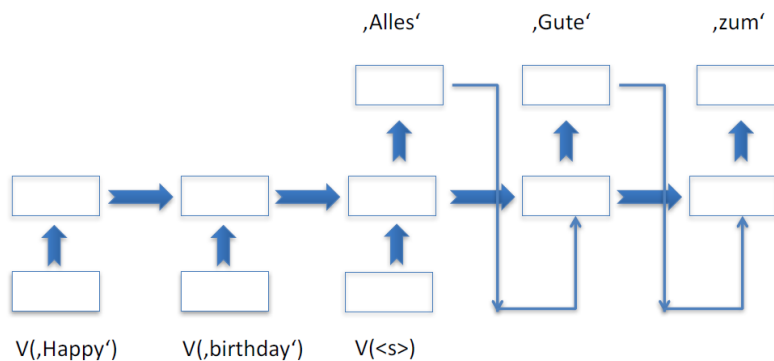 ‚Alles‘ ‚Gute‘ ‚zum‘
V(‚Happy‘) V(‚birthday‘) V(<s>)